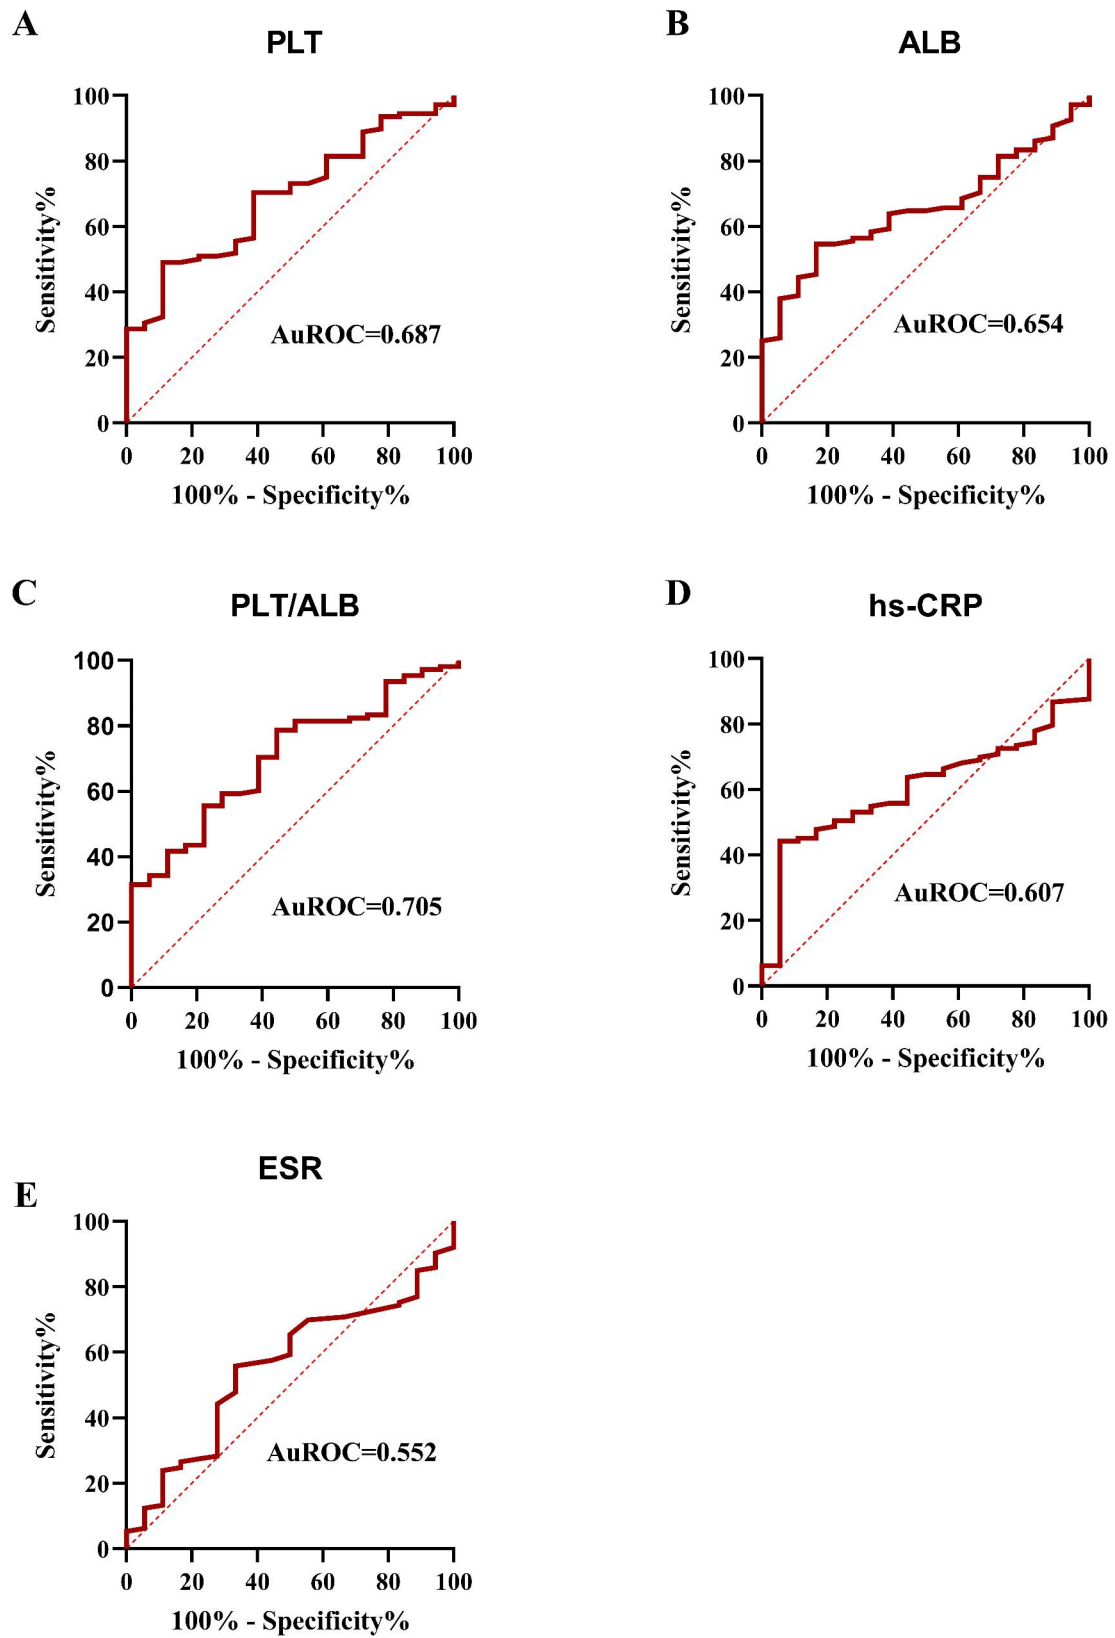 A
PLT
100
80
60
40
20
0
Sensitivity%
AuROC=0.687
0 20 40 60 80 100
100% - Specificity%
B
ALB
100
80
60
40
20
0
Sensitivity%
AuROC=0.654
0 20 40 60 80 100
100% - Specificity%
C
PLT/ALB
100
80
60
40
20
0
Sensitivity%
AuROC=0.705
0 20 40 60 80 100
100% - Specificity%
D
hs-CRP
100
80
60
40
20
0
Sensitivity%
AuROC=0.607
0 20 40 60 80 100
100% - Specificity%
E
ESR
100
80
60
40
20
0
Sensitivity%
AuROC=0.552
0 20 40 60 80 100
100% - Specificity%